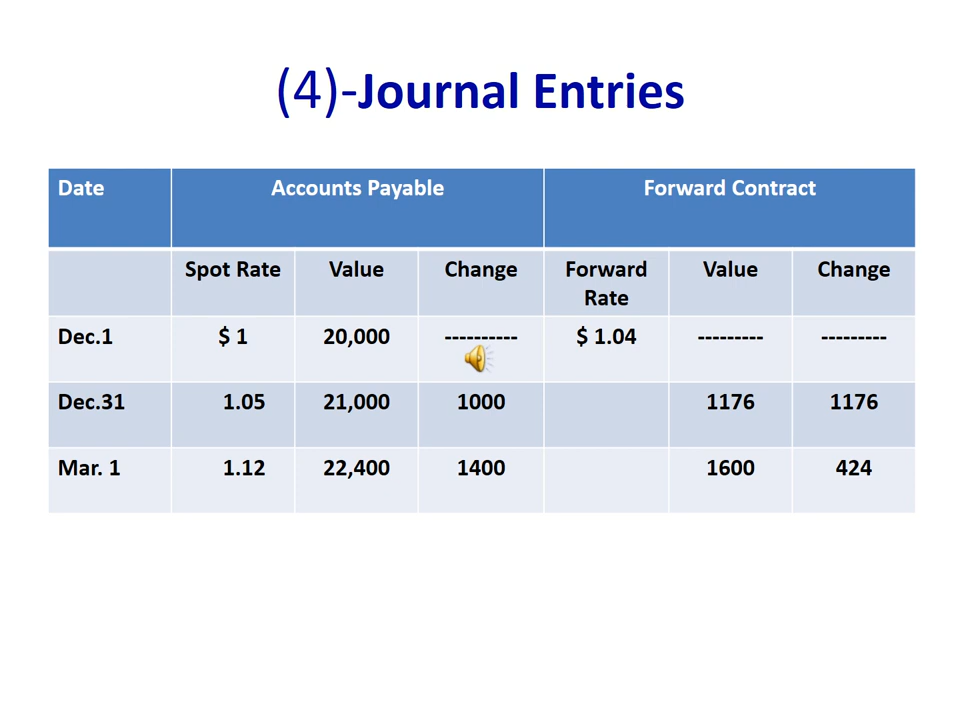 (4)-Journal Entries
Date Accounts Payable Forward Contract
Spot Rate Value Change Forward Rate Value Change
Dec.1 $ 1 20,000 ---------- $ 1.04 --------- ---------
Dec.31 1.05 21,000 1000 1176 1176
Mar. 1 1.12 22,400 1400 1600 424